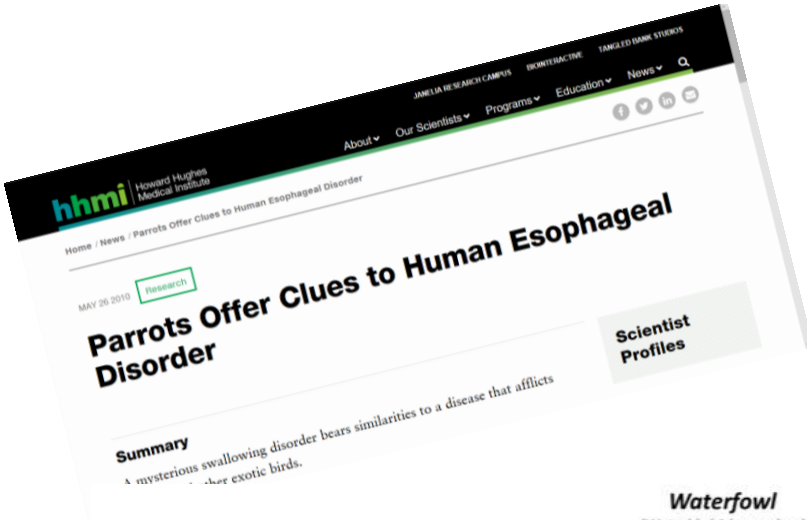 JANELIA RESEARCH CAMPUS BIOINTERACTIVE TANGLED BANK STUDIOS
About Our Scientists Programs Education News
hhmi Howard Hughes
Medical Institute
Home / News / Parrots Offer Clues to Human Esophageal Disorder
MAY 26 2010 Research
Parrots Offer Clues to Human Esophageal
Disorder
Scientist
Profiles
Summary
A mysterious swallowing disorder bears similarities to a disease that afflicts
exotic birds.
Waterfowl